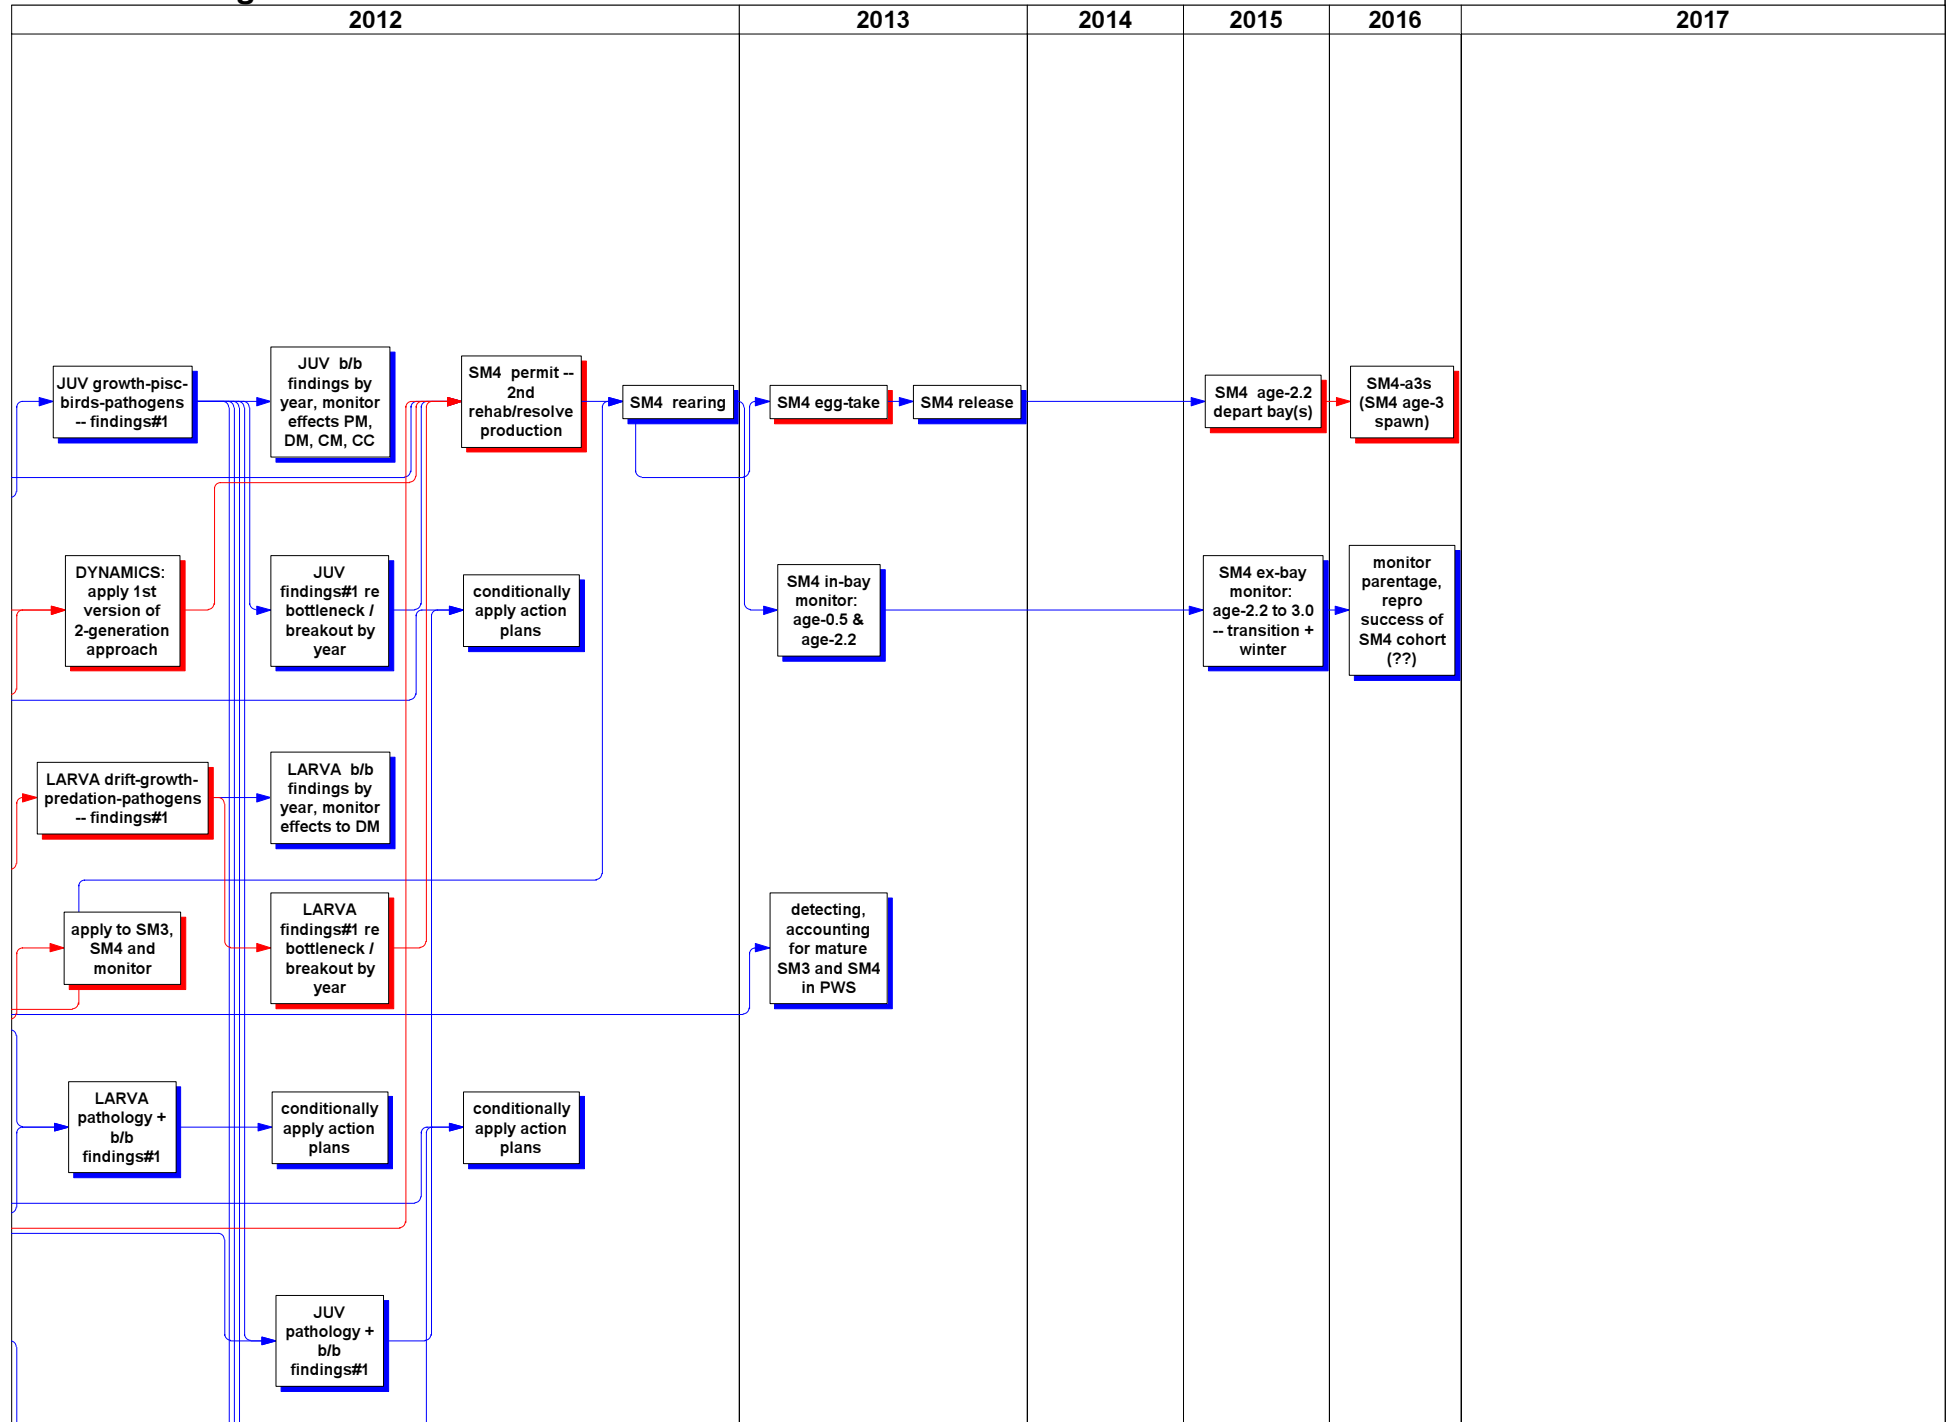 2012
2013
2014
2015
2016
2017
JUV growth-pisc-
birds-pathogens
-- findings#1
JUV b/b
findings by
year, monitor
effects PM,
DM, CM, CC
SM4 permit --
2nd
rehab/resolve
production
SM4 rearing
SM4 egg-take
SM4 release
SM4 age-2.2
depart bay(s)
SM4-a3s
(SM4 age-3
spawn)
DYNAMICS:
apply 1st
version of
2-generation
approach
JUV
findings#1 re
bottleneck /
breakout by
year
conditionally
apply action
plans
SM4 in-bay
monitor:
age-0.5 &
age-2.2
SM4 ex-bay
monitor:
age-2.2 to 3.0
-- transition +
winter
monitor
parentage,
repro
success of
SM4 cohort
(??)
LARVA drift-growth-
predation-pathogens
-- findings#1
LARVA b/b
findings by
year, monitor
effects to DM
apply to SM3,
SM4 and
monitor
LARVA
findings#1 re
bottleneck /
breakout by
year
detecting,
accounting
for mature
SM3 and SM4
in PWS
LARVA
pathology +
b/b
findings#1
conditionally
apply action
plans
conditionally
apply action
plans
JUV
pathology +
b/b
findings#1